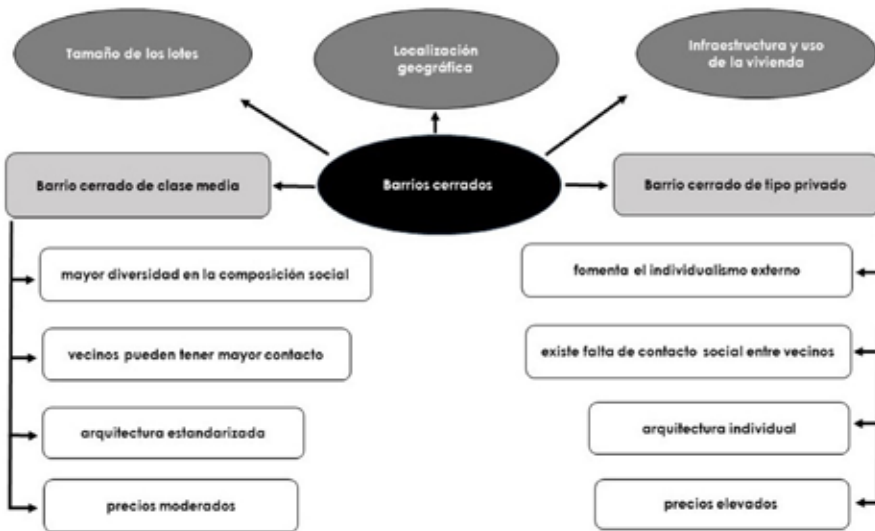 Tamaño de los lotes
Localización
geográfica
Infraestructura y uso
de la vivienda
Barrio cerrado de clase media
Barrios cerrados
Barrio cerrado de tipo privado
mayor diversidad en la composición social
fomenta el individualismo externo
vecinos pueden tener mayor contacto
existe falta de contacto social entre vecinos
arquitectura estandarizada
arquitectura individual
precios moderados
precios elevados